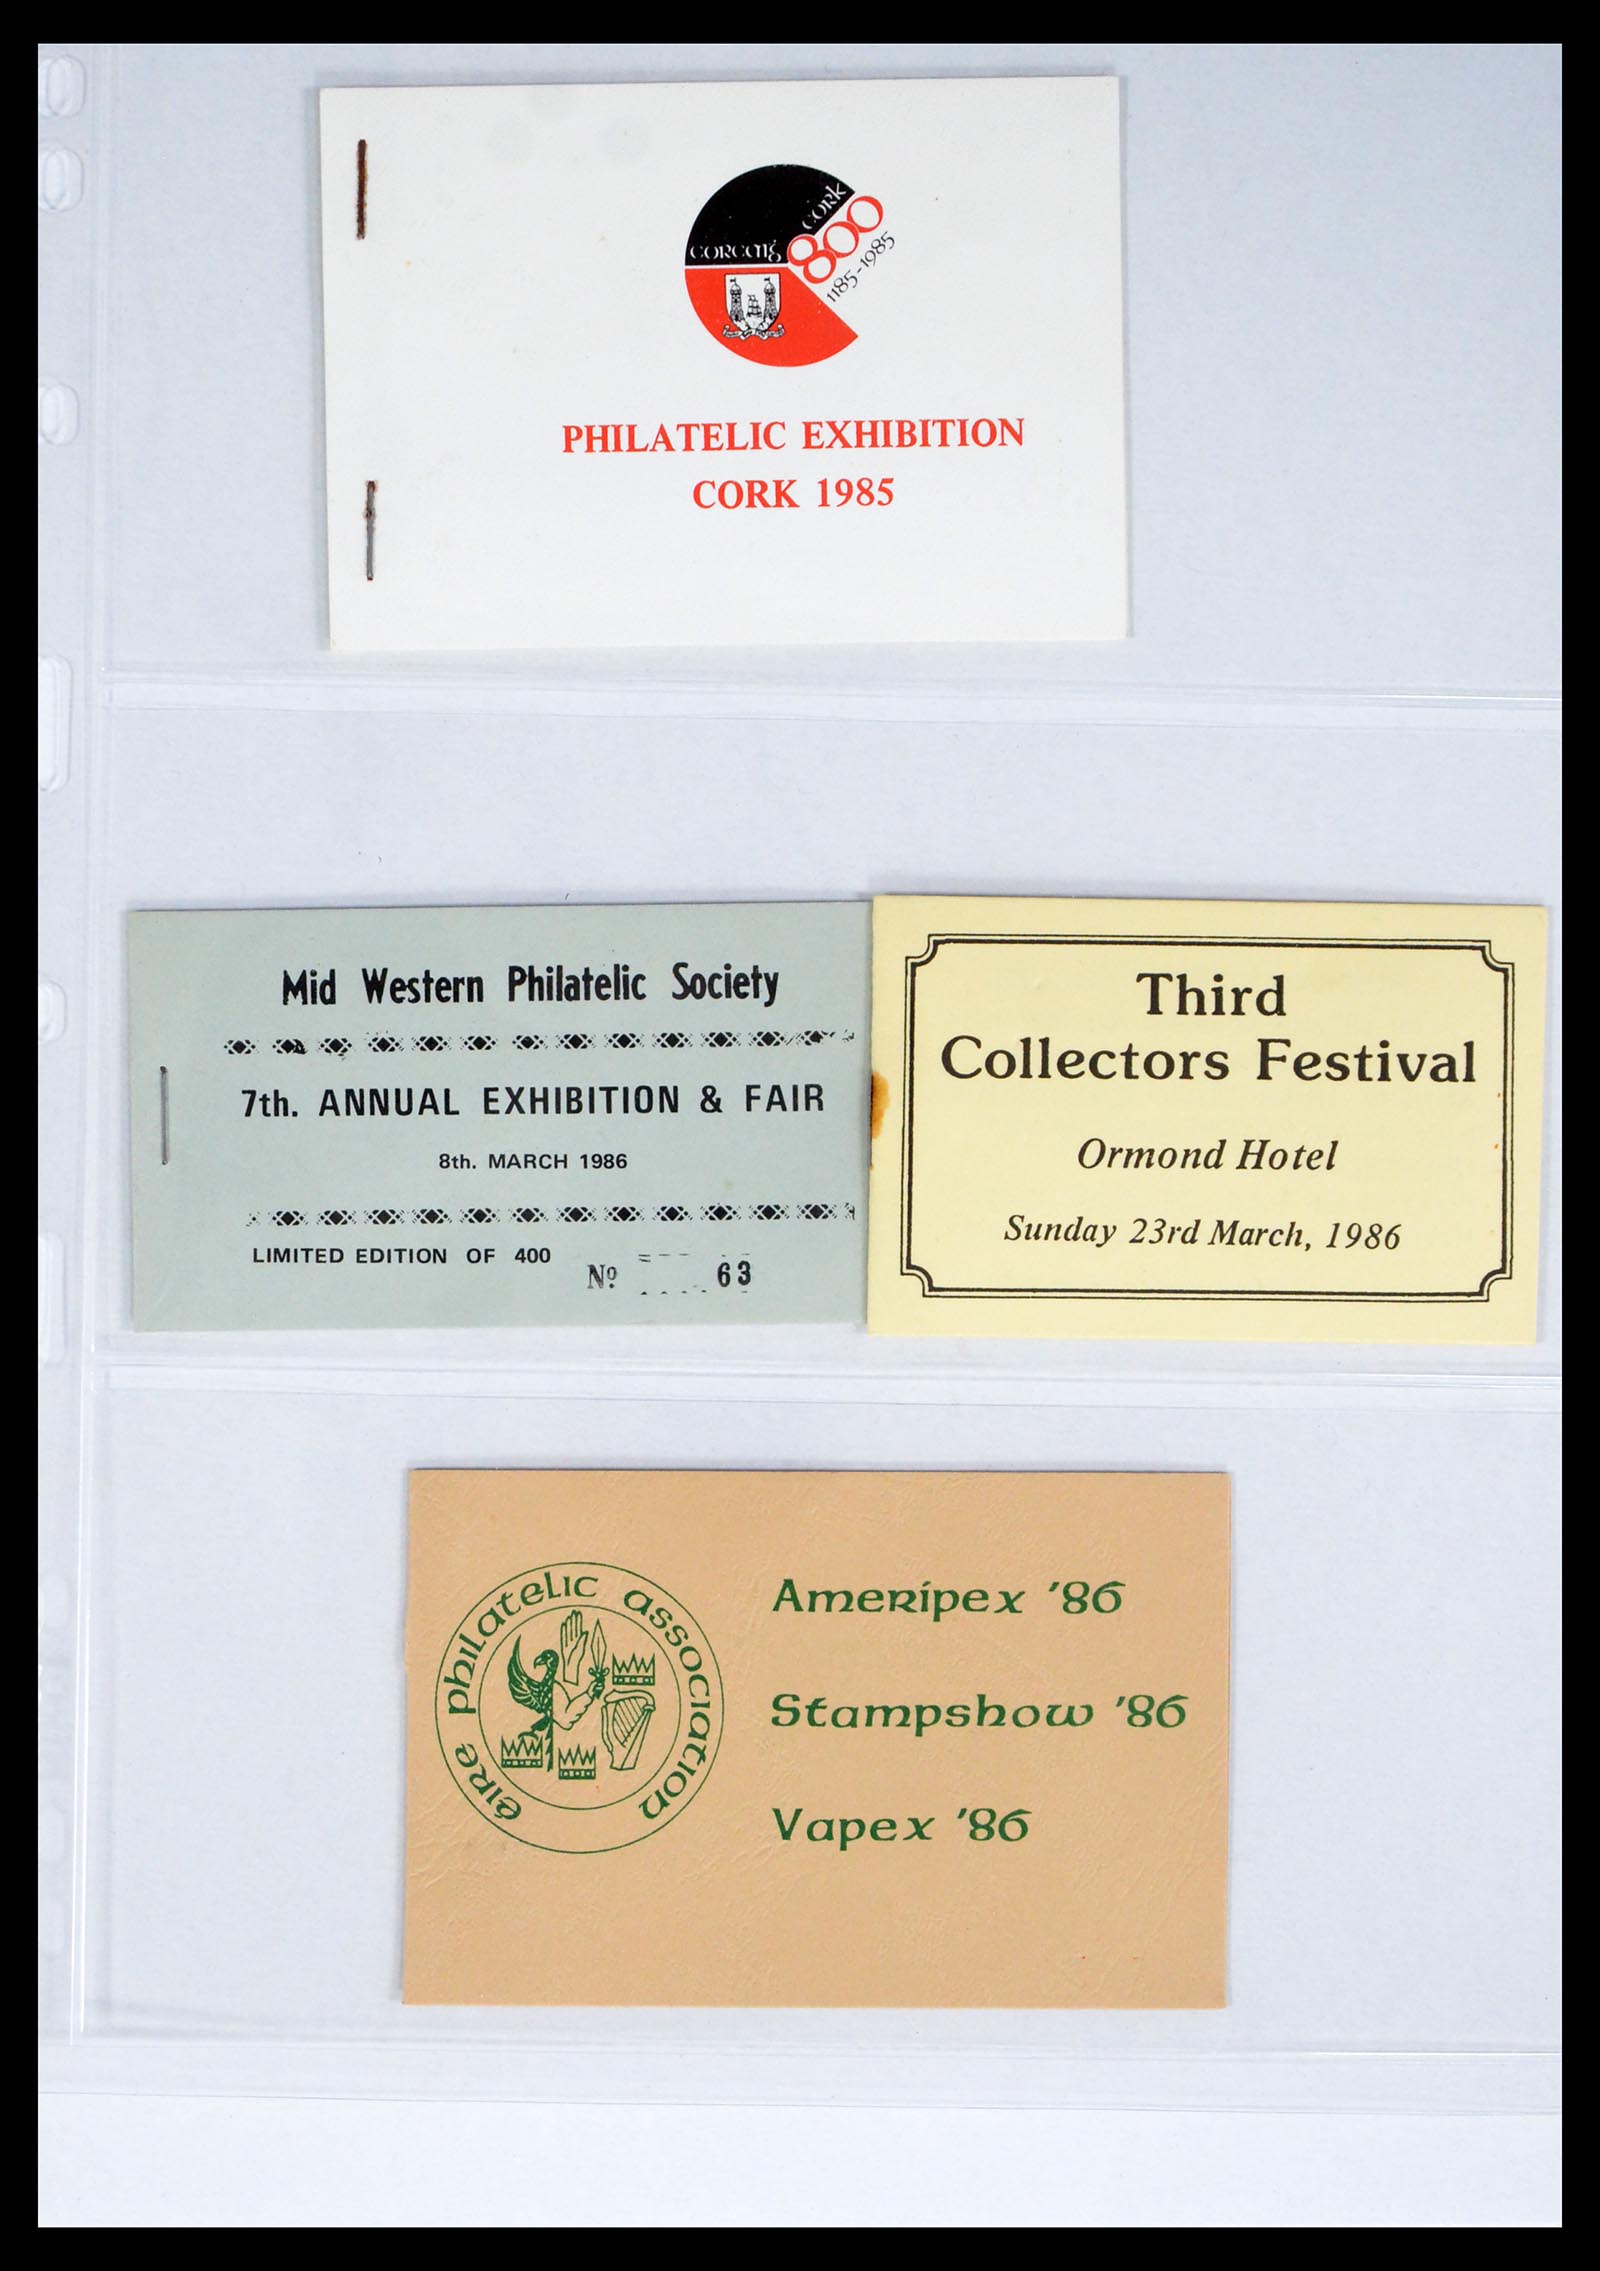 CORCAIG
CORK
800
1185-1985
PHILATELIC EXHIBITION
CORK 1985
Mid Western Philatelic Society
7th. ANNUAL EXHIBITION & FAIR
8th. MARCH 1986
LIMITED EDITION OF 400
Nº 63
Third
Collectors Festival
Ormond Hotel
Sunday 23rd March, 1986
éire philatelic association
Ameripex '86
Stampshow '86
Vapex '86